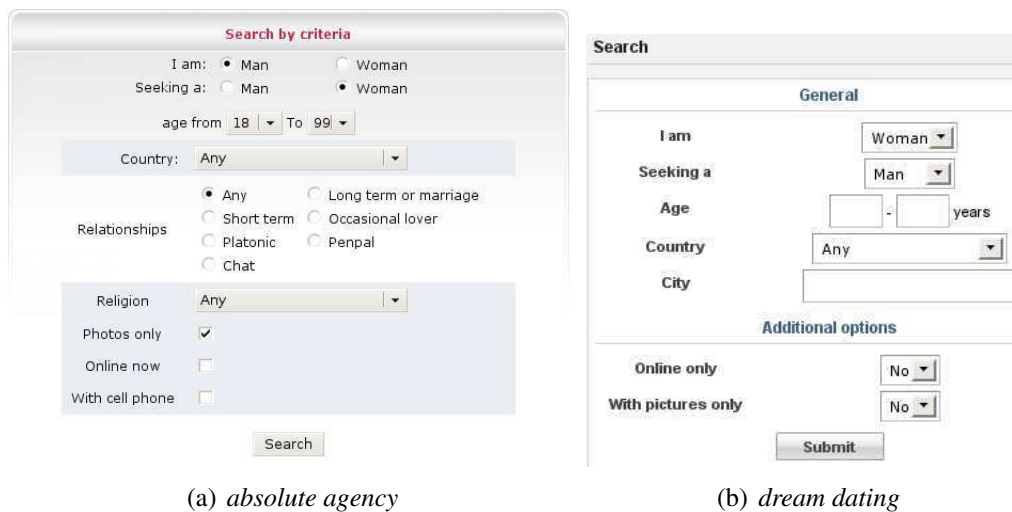 Search by criteria
I am: Man Woman
Seeking a: Man Woman
age from 18 To 99
Country: Any
Relationships
Any Long term or marriage
Short term Occasional lover
Platonic Penpal
Chat
Religion Any
Photos only
Online now
With cell phone
Search
(a) absolute agency
Search
General
I am Woman
Seeking a Man
Age - years
Country Any
City
Additional options
Online only No
With pictures only No
Submit
(b) dream dating